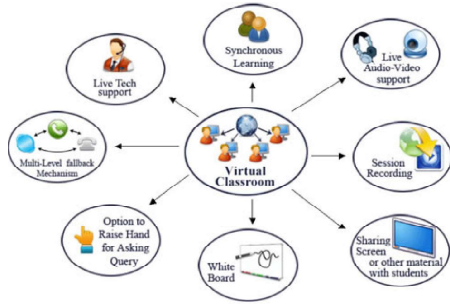 Synchronous
Learning
Live Tech
support
Live
Audio-Video
support
Multi-Level fallback
Mechanism
Virtual
Classroom
Session
Recording
Option to
Raise Hand
for Asking
Query
White
Board
Sharing
Screen
or other material
with students